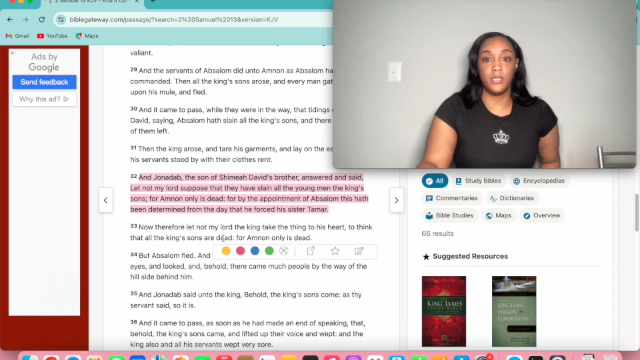 2 Samuel 13 KJV - And it ca
biblegateway.com/passage/?search=2%20Samuel%2013&version=KJV
Gmail YouTube Maps
Ads by
Google
Send feedback
Why this ad?
valiant.
29 And the servants of Absalom did unto Amnon as Absalom ha
commanded. Then all the king's sons arose, and every man gat
upon his mule, and fled.
30 And it came to pass, while they were in the way, that tidings
David, saying, Absalom hath slain all the king's sons, and there
of them left.
31 Then the king arose, and tare his garments, and lay on the ea
his servants stood by with their clothes rent.
32 And Jonadab, the son of Shimeah David's brother, answered and said,
Let not my lord suppose that they have slain all the young men the king's
sons; for Amnon only is dead: for by the appointment of Absalom this hath
been determined from the day that he forced his sister Tamar.
33 Now therefore let not my lord the king take the thing to his heart, to think
that all the king's sons are dead: for Amnon only is dead.
34 But Absalom fled. And
eyes, and looked, and, behold, there came much people by the way of the
hill side behind him.
35 And Jonadab said unto the king, Behold, the king's sons come: as thy
servant said, so it is.
36 And it came to pass, as soon as he had made an end of speaking, that,
behold, the king's sons came, and lifted up their voice and wept: and the
king also and all his servants wept very sore.
All Study Bibles Encyclopedias
Commentaries Dictionaries
Bible Studies Maps Overview
66 results
Suggested Resources
KING JAMES
STUDY BIBLE
KING JAMES
VERSION
COMMENTARY